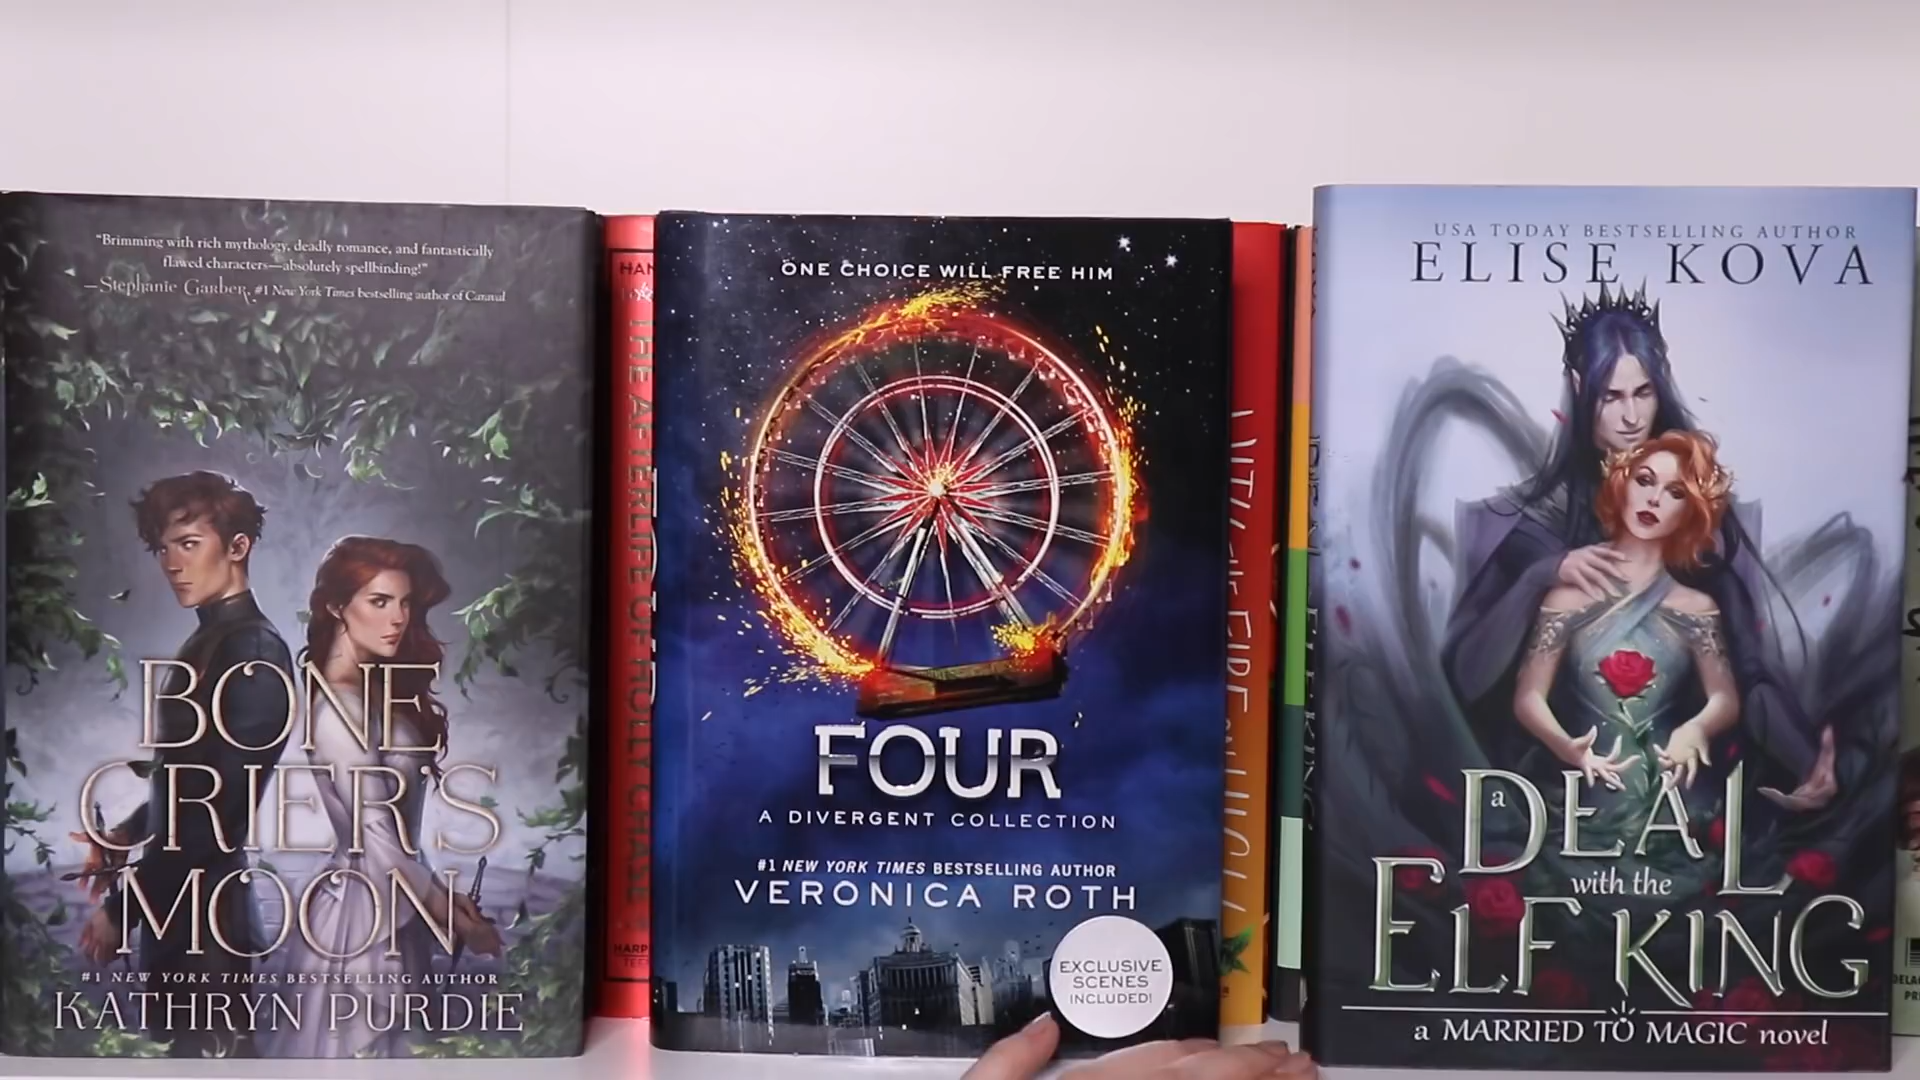 "Brimming with rich mythology, deadly romance, and fantastically
flawed characters—absolutely spellbinding!"
—Stephanie Garber, #1 New York Times bestselling author of Caraval
BONE
CRIER'S
MOON
#1 NEW YORK TIMES BESTSELLING AUTHOR
KATHRYN PURDIE
THE AFTERLIFE OF HOLLY CHASE
ONE CHOICE WILL FREE HIM
FOUR
A DIVERGENT COLLECTION
#1 NEW YORK TIMES BESTSELLING AUTHOR
VERONICA ROTH
EXCLUSIVE
SCENES
INCLUDED!
USA TODAY BESTSELLING AUTHOR
ELISE KOVA
a DEAL
with the
ELF KING
a MARRIED TO MAGIC novel